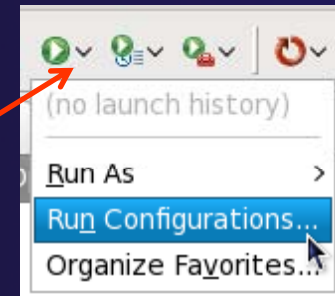 (no launch history)
Run As
Run Configurations...
Organize Favorites...